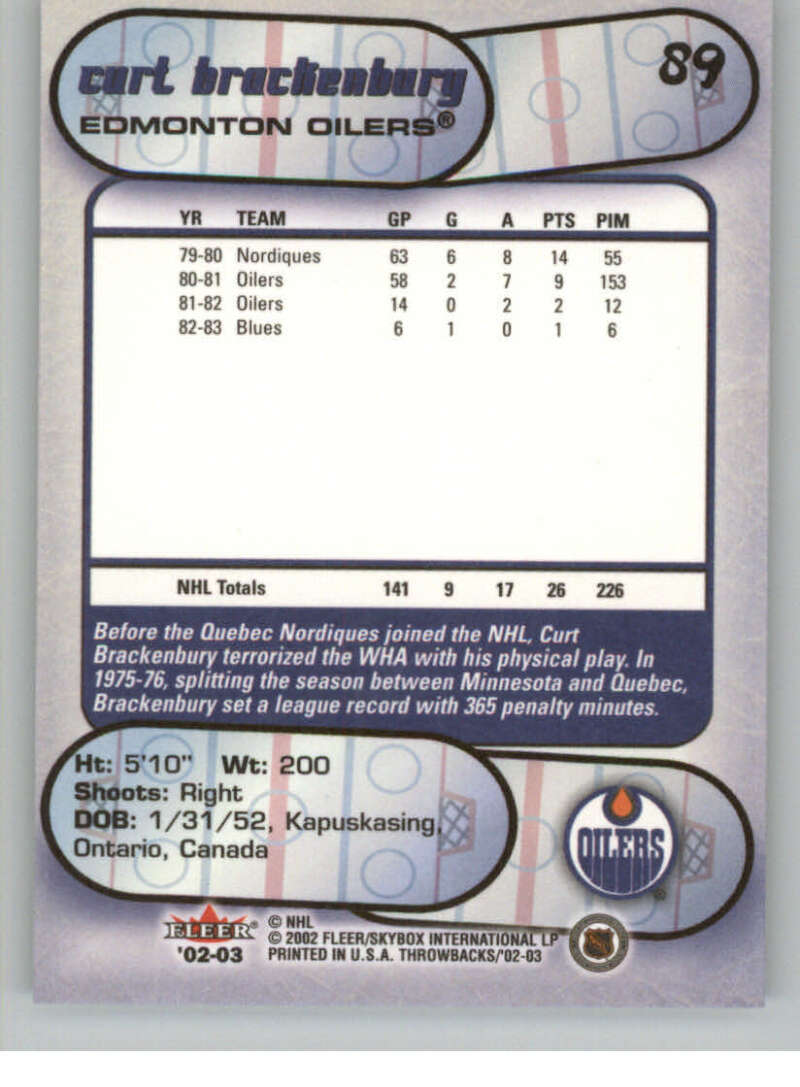 curt brackenbury
EDMONTON OILERS®
89
YR TEAM GP G A PTS PIM
79-80 Nordiques 63 6 8 14 55
80-81 Oilers 58 2 7 9 153
81-82 Oilers 14 0 2 2 12
82-83 Blues 6 1 0 1 6
NHL Totals 141 9 17 26 226
Before the Quebec Nordiques joined the NHL, Curt
Brackenbury terrorized the WHA with his physical play. In
1975-76, splitting the season between Minnesota and Quebec,
Brackenbury set a league record with 365 penalty minutes.
Ht: 5'10" Wt: 200
Shoots: Right
DOB: 1/31/52, Kapuskasing,
Ontario, Canada
OILERS®
FLEER®
'02-03
© NHL
© 2002 FLEER/SKYBOX INTERNATIONAL LP
PRINTED IN U.S.A. THROWBACKS/'02-03